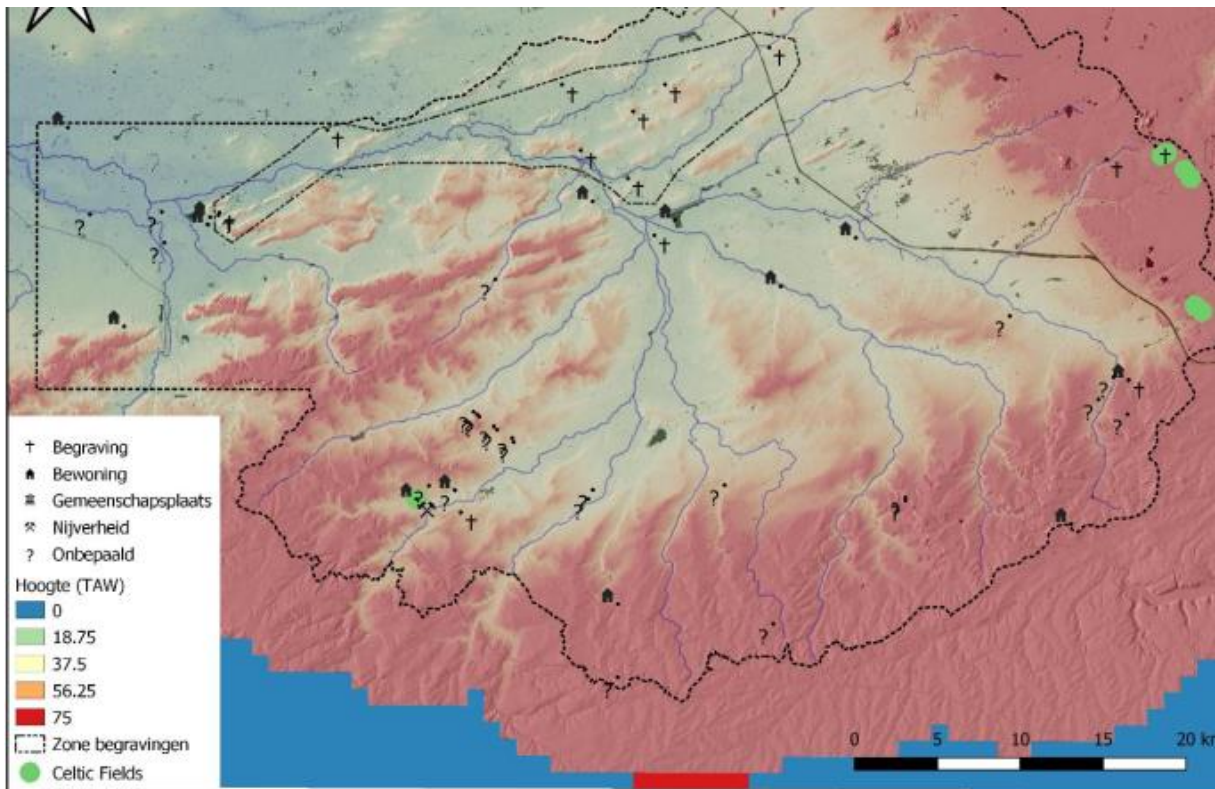 Begraving
Bewoning
Gemeenschapsplaats
Nijverheid
? Onbepaald
Hoogte (TAW)
0
18.75
37.5
56.25
75
Zone begravingen
Celtic Fields
0 5 10 15 20 km